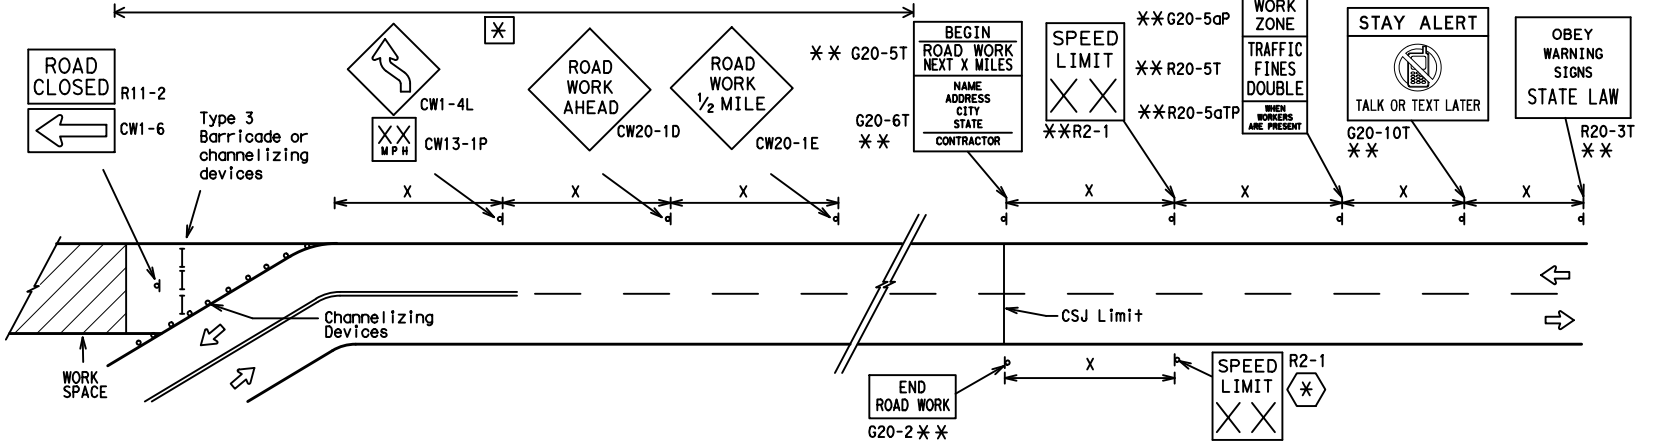 ROAD
CLOSED
R11-2
CW1-6
Type 3
Barricade or
channelizing
devices
*
CW1-4L
XX
MPH
CW13-1P
ROAD
WORK
AHEAD
CW20-1D
ROAD
WORK
1/2 MILE
CW20-1E
** G20-5T
BEGIN
ROAD WORK
NEXT X MILES
NAME
ADDRESS
CITY
STATE
CONTRACTOR
G20-6T
**
SPEED
LIMIT
X X
**R2-1
**G20-5aP
WORK
ZONE
**R20-5T
TRAFFIC
FINES
DOUBLE
**R20-5aTP
WHEN
WORKERS
ARE PRESENT
STAY ALERT
TALK OR TEXT LATER
G20-10T
**
OBEY
WARNING
SIGNS
STATE LAW
R20-3T
**
X
X
X
X
X
X
X
Channelizing
Devices
WORK
SPACE
CSJ Limit
X
END
ROAD WORK
G20-2 **
SPEED
LIMIT
X X
R2-1
*